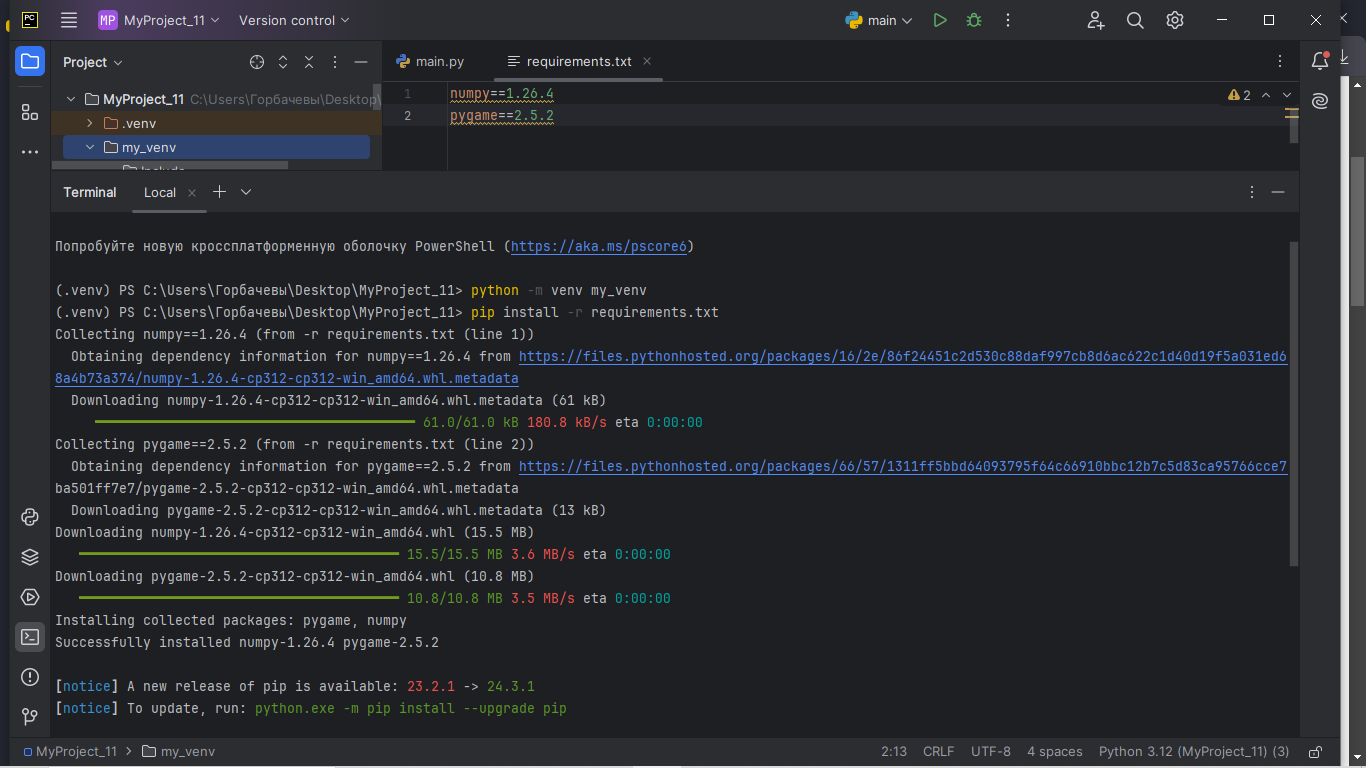 PC
MP MyProject_11 Version control main
Project main.py requirements.txt
MyProject_11 C:\Users\Горбачевы\Desktop\
.venv
my_venv
1 numpy==1.26.4
2 pygame==2.5.2
2
Terminal Local
Попробуйте новую кроссплатформенную оболочку PowerShell (https://aka.ms/pscore6)
(.venv) PS C:\Users\Горбачевы\Desktop\MyProject_11> python -m venv my_venv
(.venv) PS C:\Users\Горбачевы\Desktop\MyProject_11> pip install -r requirements.txt
Collecting numpy==1.26.4 (from -r requirements.txt (line 1))
Obtaining dependency information for numpy==1.26.4 from https://files.pythonhosted.org/packages/16/2e/86f24451c2d530c88daf997cb8d6ac622c1d40d19f5a031ed6
8a4b73a374/numpy-1.26.4-cp312-cp312-win_amd64.whl.metadata
Downloading numpy-1.26.4-cp312-cp312-win_amd64.whl.metadata (61 kB)
61.0/61.0 kB 180.8 kB/s eta 0:00:00
Collecting pygame==2.5.2 (from -r requirements.txt (line 2))
Obtaining dependency information for pygame==2.5.2 from https://files.pythonhosted.org/packages/66/57/1311ff5bbd64093795f64c66910bbc12b7c5d83ca95766cce7
ba501ff7e7/pygame-2.5.2-cp312-cp312-win_amd64.whl.metadata
Downloading pygame-2.5.2-cp312-cp312-win_amd64.whl.metadata (13 kB)
Downloading numpy-1.26.4-cp312-cp312-win_amd64.whl (15.5 MB)
15.5/15.5 MB 3.6 MB/s eta 0:00:00
Downloading pygame-2.5.2-cp312-cp312-win_amd64.whl (10.8 MB)
10.8/10.8 MB 3.5 MB/s eta 0:00:00
Installing collected packages: pygame, numpy
Successfully installed numpy-1.26.4 pygame-2.5.2
[notice] A new release of pip is available: 23.2.1 -> 24.3.1
[notice] To update, run: python.exe -m pip install --upgrade pip
MyProject_11 > my_venv 2:13 CRLF UTF-8 4 spaces Python 3.12 (MyProject_11) (3)